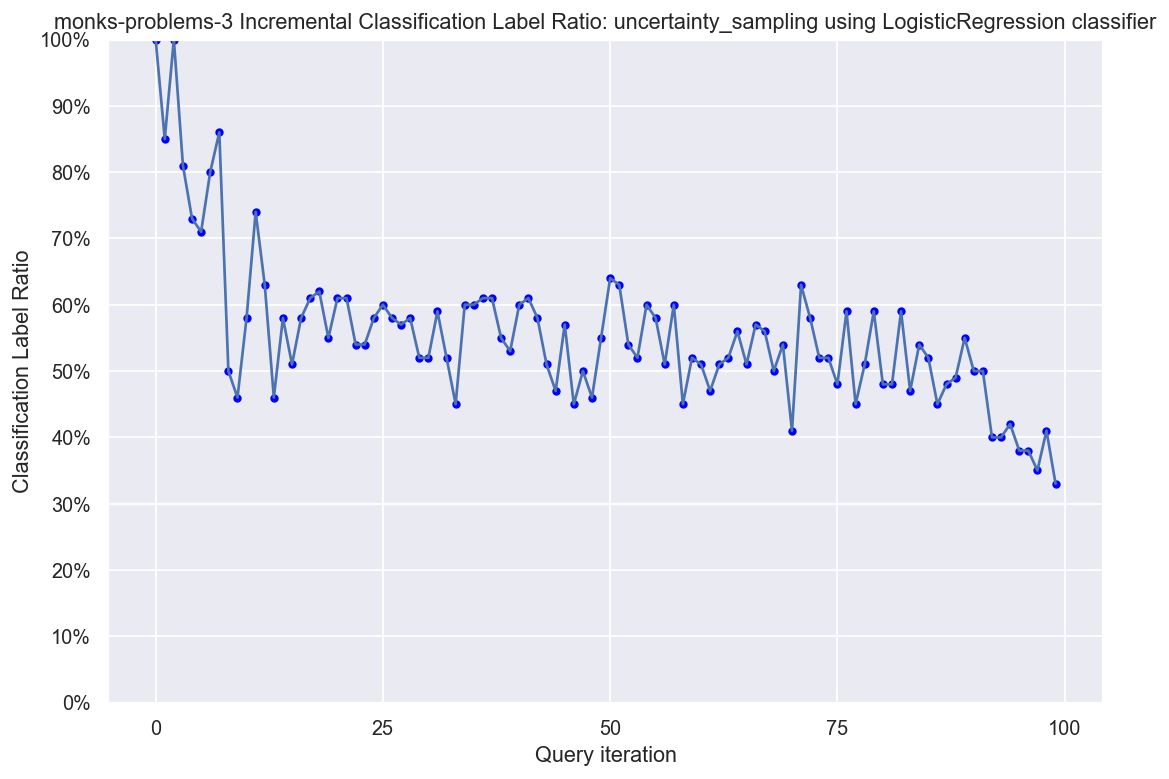 monks-problems-3 Incremental Classification Label Ratio: uncertainty_sampling using LogisticRegression classifier
100%
90%
80%
70%
60%
50%
40%
30%
20%
10%
0%
Classification Label Ratio
0 25 50 75 100
Query iteration